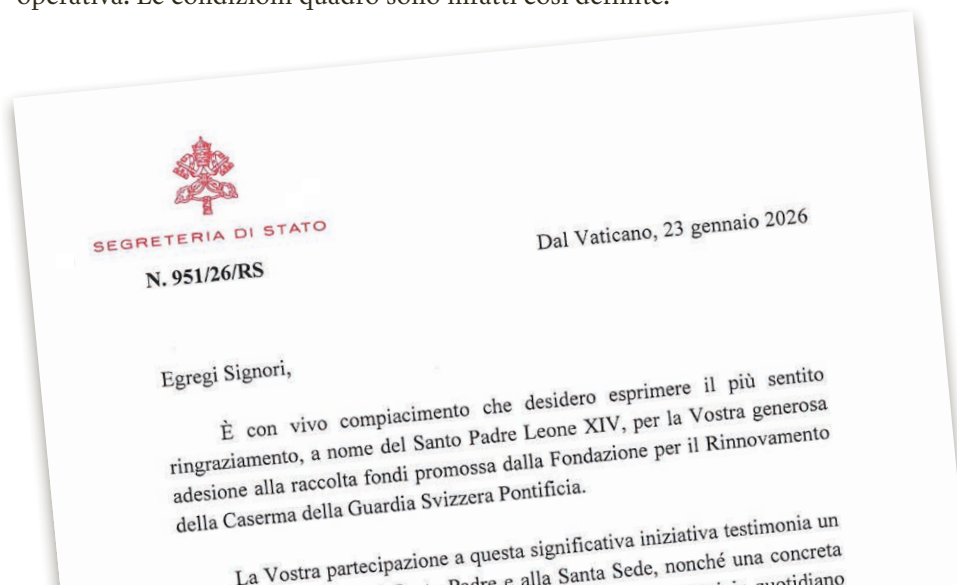 operativa. Le condizioni quadro sono infatti così definite:
SEGRETERIA DI STATO
N. 951/26/RS
Dal Vaticano, 23 gennaio 2026
Egregi Signori,
È con vivo compiacimento che desidero esprimere il più sentito
ringraziamento, a nome del Santo Padre Leone XIV, per la Vostra generosa
adesione alla raccolta fondi promossa dalla Fondazione per il Rinnovamento
della Caserma della Guardia Svizzera Pontificia.
La Vostra partecipazione a questa significativa iniziativa testimonia un
Padre e alla Santa Sede, nonché una concreta
quotidiano